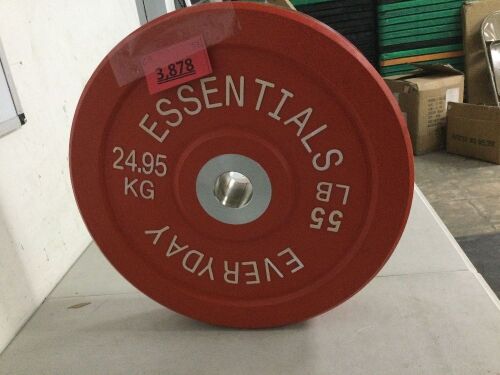 3,878
ESSENTIALS
24.95
KG
55
LB
EVERYDAY